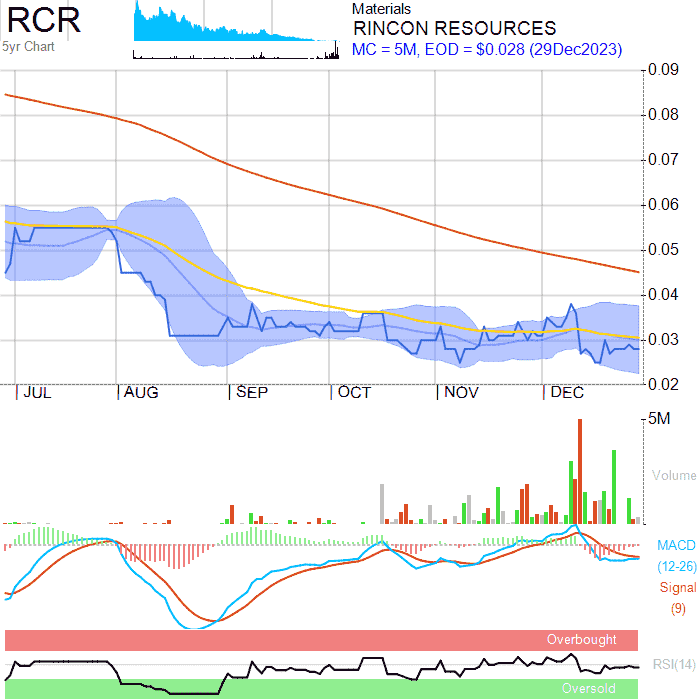 RCR
5yr Chart
Materials
RINCON RESOURCES
MC = 5M, EOD = $0.028 (29Dec2023)
0.09
0.08
0.07
0.06
0.05
0.04
0.03
0.02
JUL AUG SEP OCT NOV DEC
5M
Volume
MACD
(12-26)
Signal
(9)
Overbought
RSI(14)
Oversold